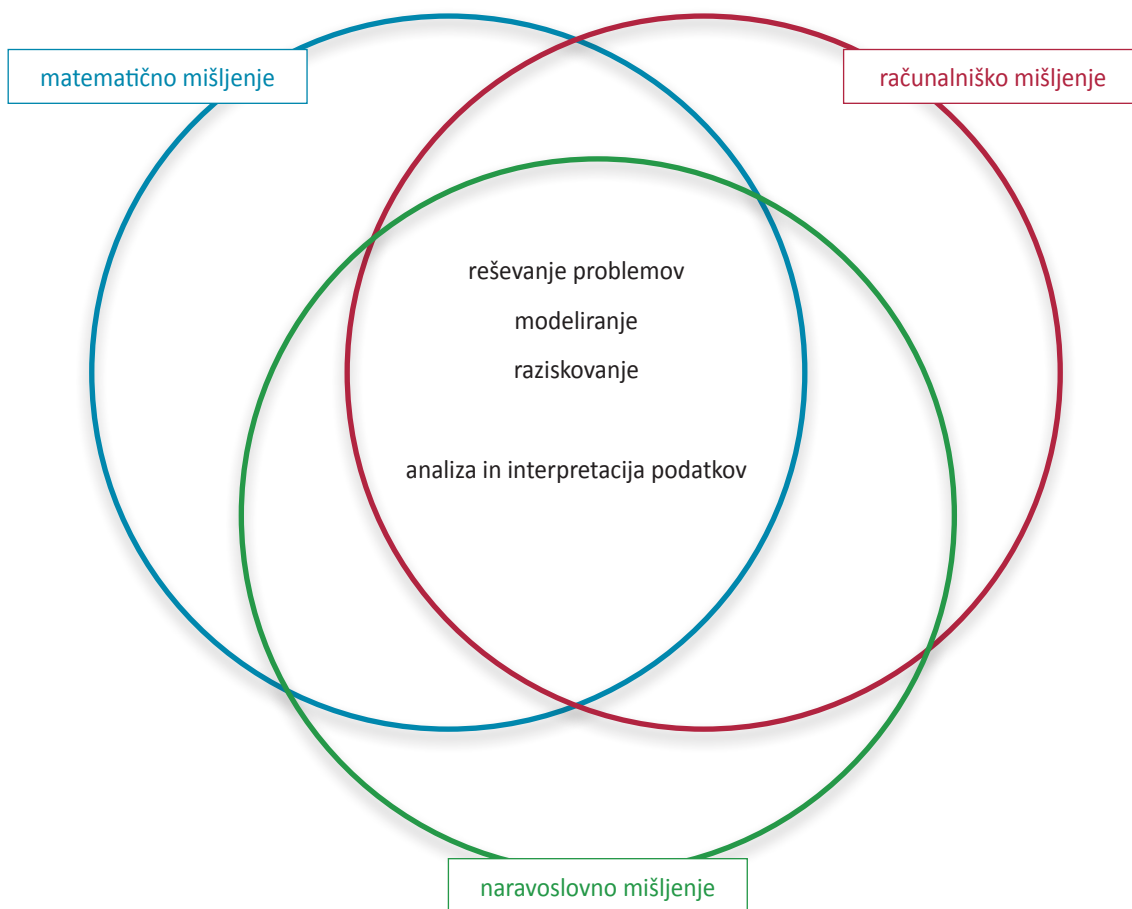 matematično mišljenje
računalniško mišljenje
reševanje problemov
modeliranje
raziskovanje
analiza in interpretacija podatkov
naravoslovno mišljenje